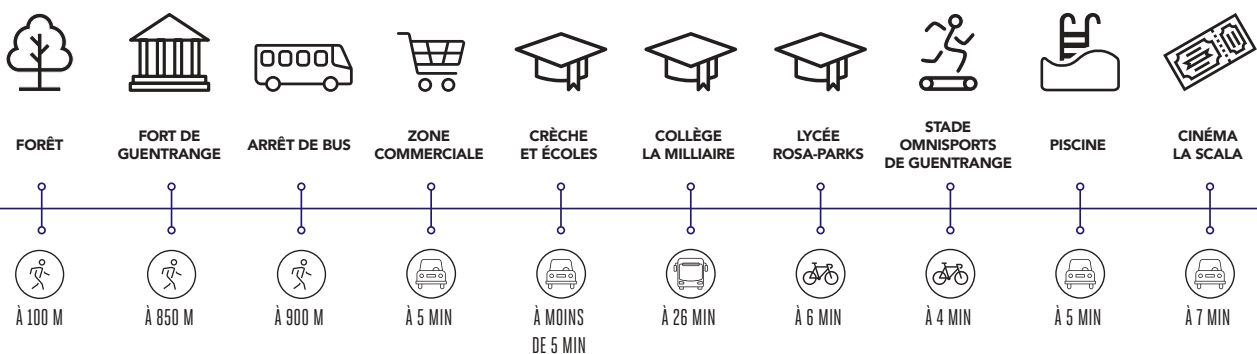 FORÊT
FORT DE
GUENTRANGE
ARRÊT DE BUS
ZONE
COMMERCIALE
CRÈCHE
ET ÉCOLES
COLLÈGE
LA MILLIAIRE
LYCÉE
ROSA-PARKS
STADE
OMNISPORTS
DE GUENTRANGE
PISCINE
CINÉMA
LA SCALA
À 100 M
À 850 M
À 900 M
À 5 MIN
À MOINS
DE 5 MIN
À 26 MIN
À 6 MIN
À 4 MIN
À 5 MIN
À 7 MIN